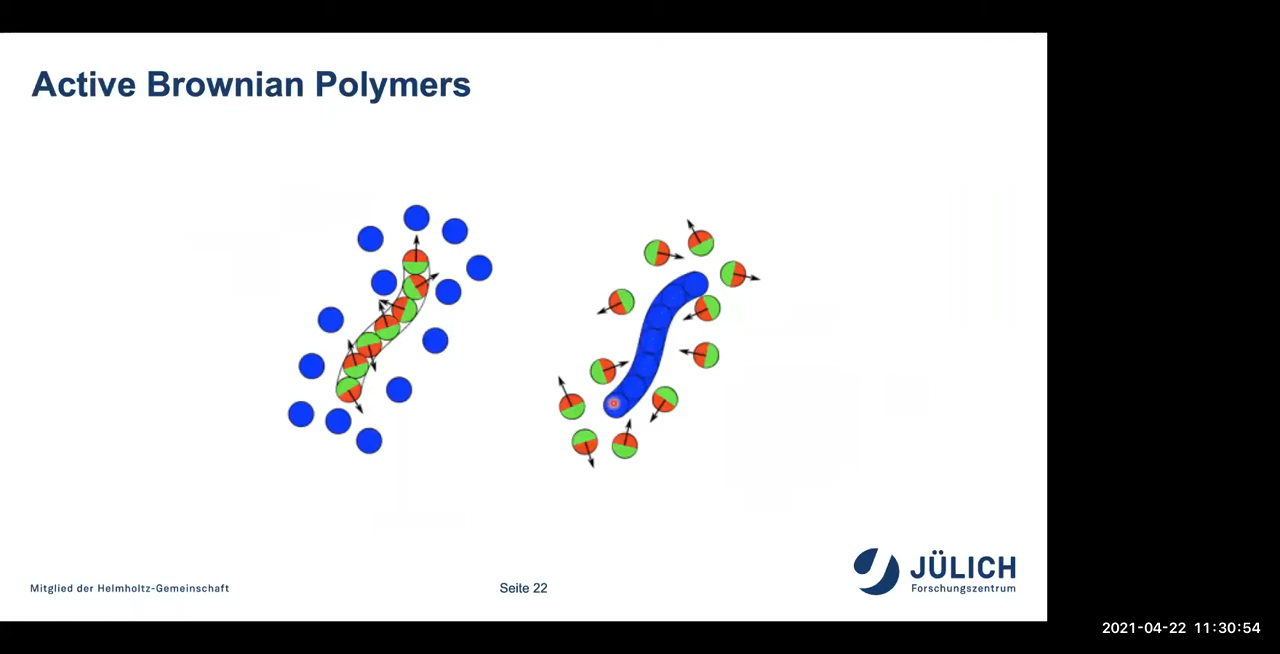 Active Brownian Polymers
Mitglied der Helmholtz-Gemeinschaft
Seite 22
JÜLICH
Forschungszentrum
2021-04-22 11:30:54